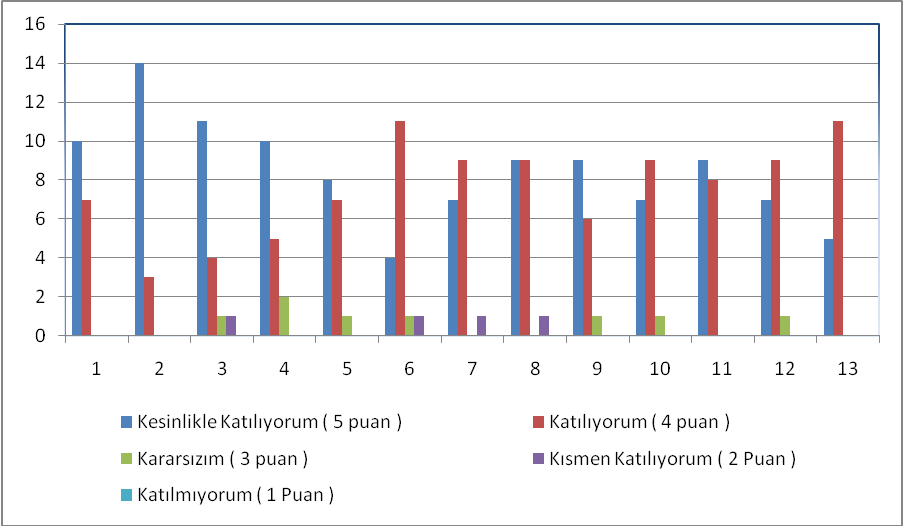 16
14
12
10
8
6
4
2
0
1 2 3 4 5 6 7 8 9 10 11 12 13
Kesinlikle Katılıyorum ( 5 puan ) Katılıyorum ( 4 puan )
Kararsızım ( 3 puan ) Kısmen Katılıyorum ( 2 Puan )
Katılmıyorum ( 1 Puan )